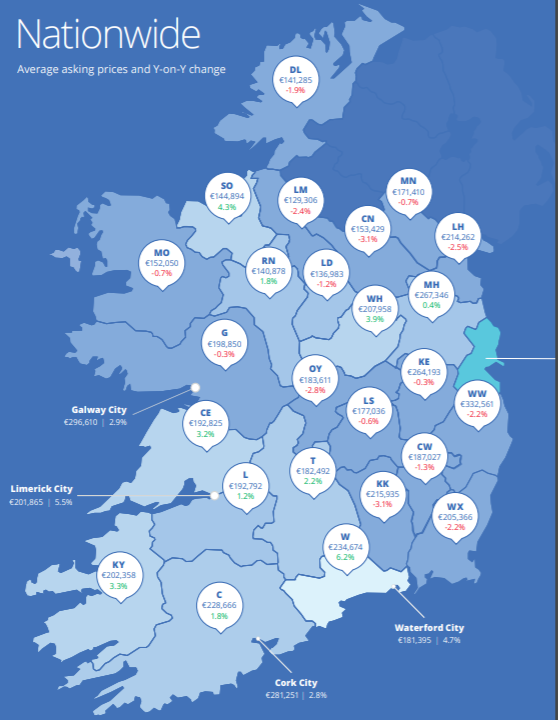 Nationwide
Average asking prices and Y-on-Y change
DL
€141,285
-1.9%
SO
€144,894
4.3%
LM
€129,306
-2.4%
MN
€171,410
-0.7%
CN
€153,429
-3.1%
LH
€214,262
-2.5%
MO
€152,050
-0.7%
RN
€140,878
1.8%
LD
€136,983
-1.2%
MH
€267,346
0.4%
WH
€207,958
3.9%
G
€198,850
-0.3%
OY
€183,611
-2.8%
KE
€264,193
-0.3%
WW
€332,561
-2.2%
LS
€177,036
-0.6%
Galway City
€296,610 | 2.9%
CE
€192,825
3.2%
CW
€187,027
-1.3%
T
€182,492
2.2%
L
€192,792
1.2%
Limerick City
€201,865 | 5.5%
KK
€215,935
-3.1%
WX
€205,366
-2.2%
W
€234,674
6.2%
KY
€202,358
3.3%
C
€228,666
1.8%
Waterford City
€181,395 | 4.7%
Cork City
€281,251 | 2.8%